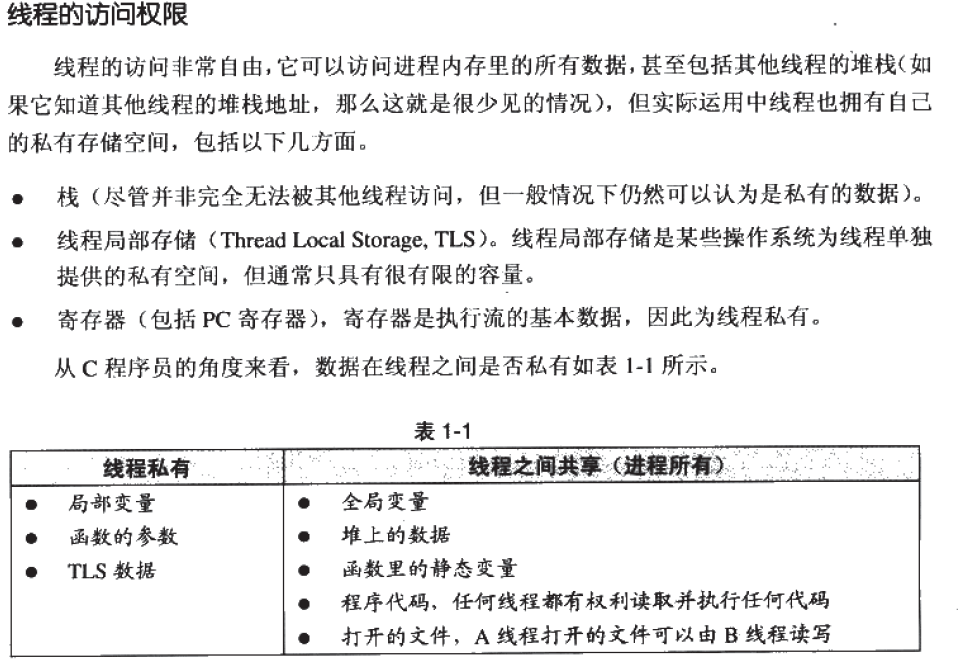 线程的访问权限
线程的访问非常自由，它可以访问进程内存里的所有数据，甚至包括其他线程的堆栈（如
果它知道其他线程的堆栈地址，那么这就是很少见的情况），但实际运用中线程也拥有自己
的私有存储空间，包括以下几方面。
● 栈（尽管并非完全无法被其他线程访问，但一般情况下仍然可以认为是私有的数据）。
● 线程局部存储（Thread Local Storage, TLS）。线程局部存储是某些操作系统为线程单独
提供的私有空间，但通常只具有很有限的容量。
● 寄存器（包括 PC 寄存器），寄存器是执行流的基本数据，因此为线程私有。
从 C 程序员的角度来看，数据在线程之间是否私有如表 1-1 所示。
表 1-1
线程私有
线程之间共享（进程所有）
● 局部变量
● 函数的参数
● TLS 数据
● 全局变量
● 堆上的数据
● 函数里的静态变量
● 程序代码，任何线程都有权利读取并执行任何代码
● 打开的文件，A 线程打开的文件可以由 B 线程读写